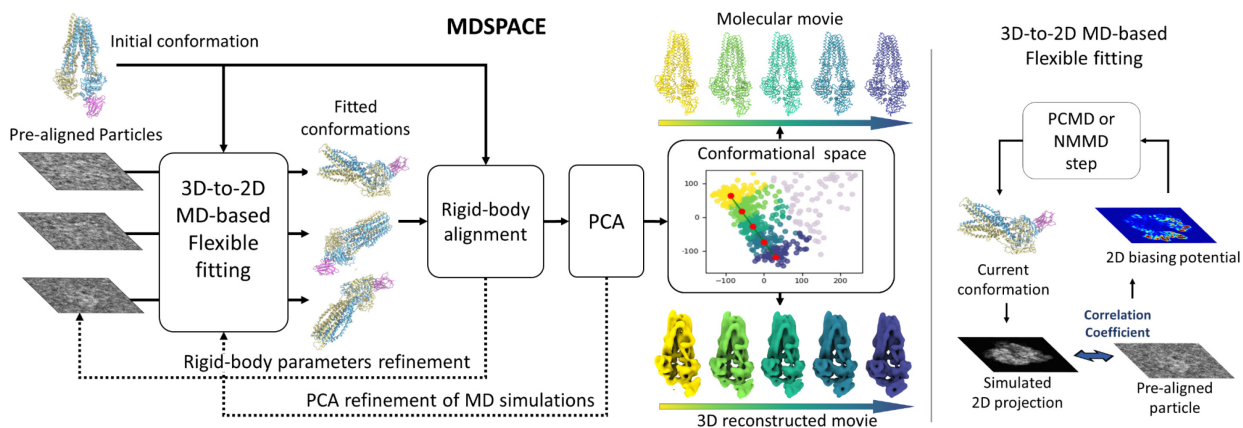 MDSPACE
Initial conformation
Pre-aligned Particles
3D-to-2D
MD-based
Flexible
fitting
Fitted
conformations
Rigid-body
alignment
PCA
Rigid-body parameters refinement
PCA refinement of MD simulations
Molecular movie
Conformational space
100
0
-100
−100
0
100
200
3D reconstructed movie
3D-to-2D MD-based
Flexible fitting
PCMD or
NMMD
step
Current
conformation
2D biasing potential
Correlation
Coefficient
Simulated
2D projection
Pre-aligned
particle